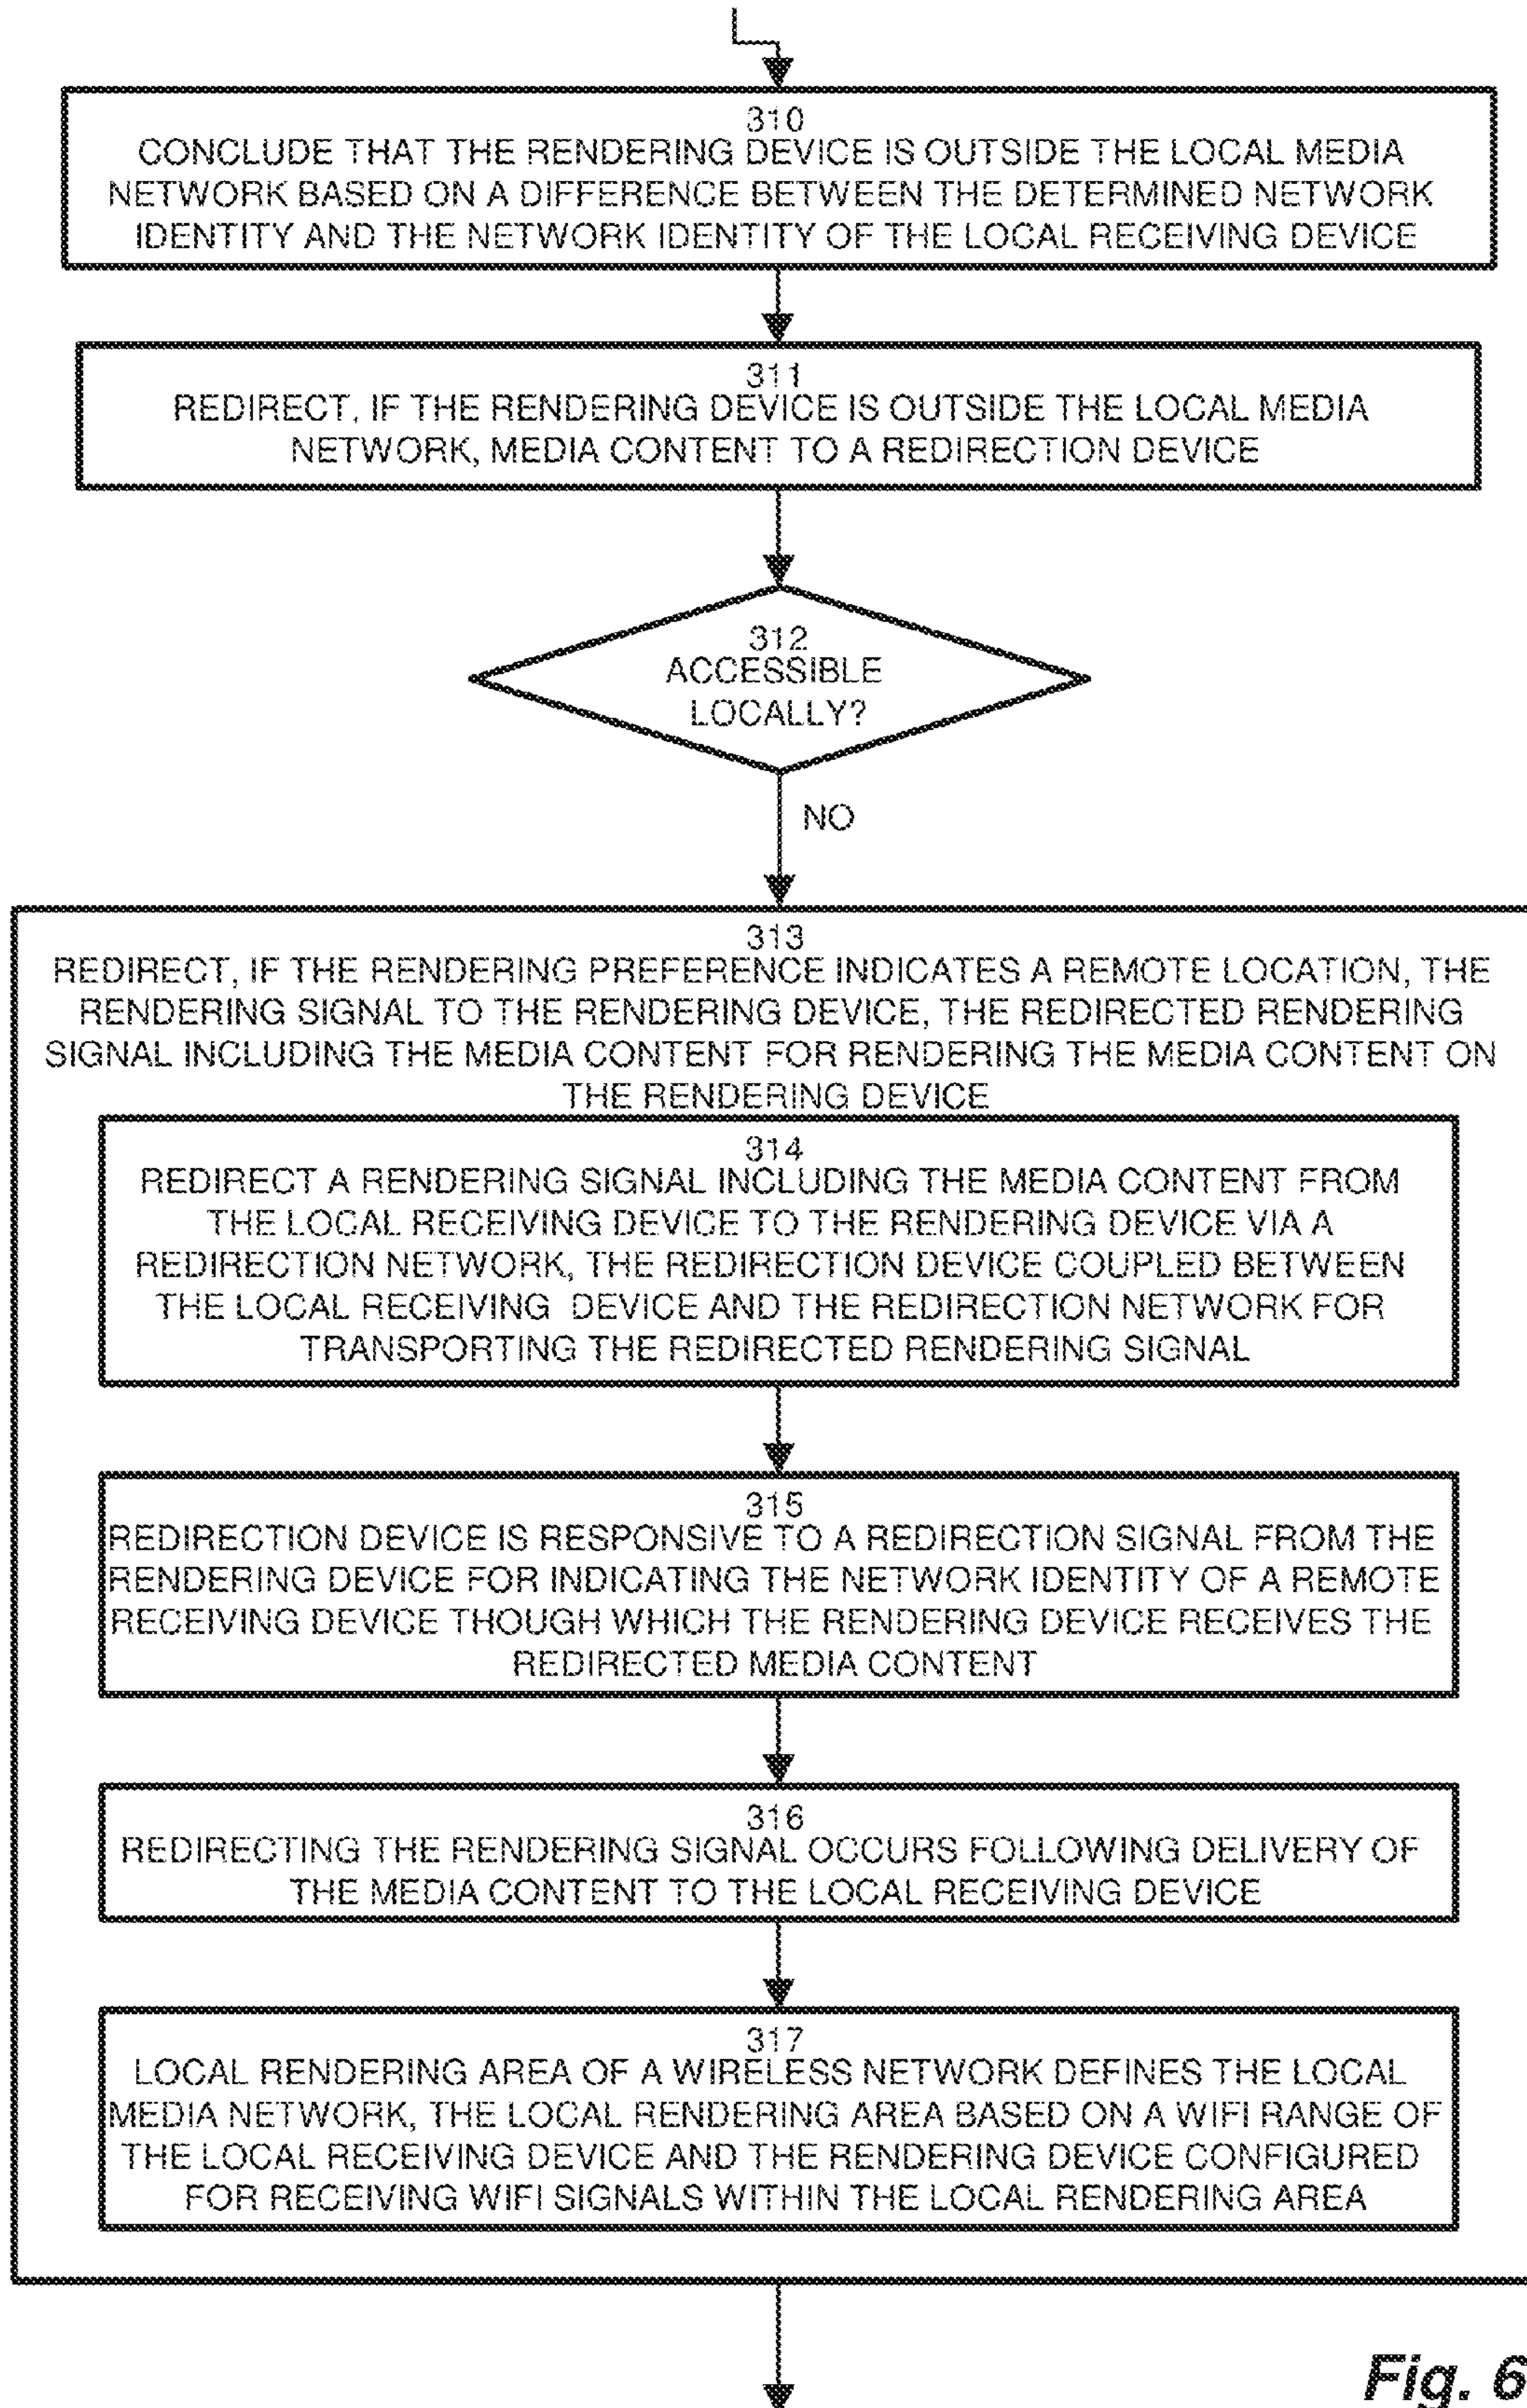 310
CONCLUDE THAT THE RENDERING DEVICE IS OUTSIDE THE LOCAL MEDIA
NETWORK BASED ON A DIFFERENCE BETWEEN THE DETERMINED NETWORK
IDENTITY AND THE NETWORK IDENTITY OF THE LOCAL RECEIVING DEVICE
311
REDIRECT, IF THE RENDERING DEVICE IS OUTSIDE THE LOCAL MEDIA
NETWORK, MEDIA CONTENT TO A REDIRECTION DEVICE
312
ACCESSIBLE
LOCALLY?
NO
313
REDIRECT, IF THE RENDERING PREFERENCE INDICATES A REMOTE LOCATION, THE
RENDERING SIGNAL TO THE RENDERING DEVICE, THE REDIRECTED RENDERING
SIGNAL INCLUDING THE MEDIA CONTENT FOR RENDERING THE MEDIA CONTENT ON
THE RENDERING DEVICE
314
REDIRECT A RENDERING SIGNAL INCLUDING THE MEDIA CONTENT FROM
THE LOCAL RECEIVING DEVICE TO THE RENDERING DEVICE VIA A
REDIRECTION NETWORK, THE REDIRECTION DEVICE COUPLED BETWEEN
THE LOCAL RECEIVING DEVICE AND THE REDIRECTION NETWORK FOR
TRANSPORTING THE REDIRECTED RENDERING SIGNAL
315
REDIRECTION DEVICE IS RESPONSIVE TO A REDIRECTION SIGNAL FROM THE
RENDERING DEVICE FOR INDICATING THE NETWORK IDENTITY OF A REMOTE
RECEIVING DEVICE THOUGH WHICH THE RENDERING DEVICE RECEIVES THE
REDIRECTED MEDIA CONTENT
316
REDIRECTING THE RENDERING SIGNAL OCCURS FOLLOWING DELIVERY OF
THE MEDIA CONTENT TO THE LOCAL RECEIVING DEVICE
317
LOCAL RENDERING AREA OF A WIRELESS NETWORK DEFINES THE LOCAL
MEDIA NETWORK, THE LOCAL RENDERING AREA BASED ON A WIFI RANGE OF
THE LOCAL RECEIVING DEVICE AND THE RENDERING DEVICE CONFIGURED
FOR RECEIVING WIFI SIGNALS WITHIN THE LOCAL RENDERING AREA
Fig. 6